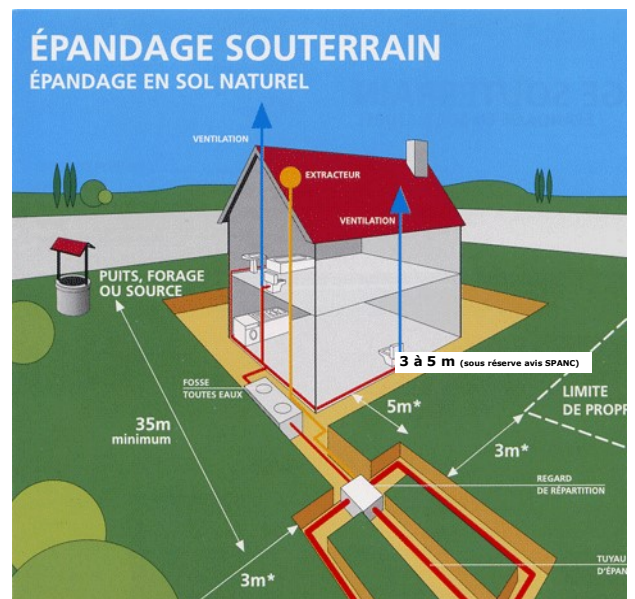 ÉPANDAGE SOUTERRAIN
ÉPANDAGE EN SOL NATUREL
VENTILATION
EXTRACTEUR
VENTILATION
PUITS, FORAGE
OU SOURCE
3 à 5 m (sous réserve avis SPANC)
FOSSE
TOUTES EAUX
LIMITE
DE PROPR
5m*
35m
minimum
3m*
REGARD
DE RÉPARTITION
TUYAU
D'ÉPAN
3m*